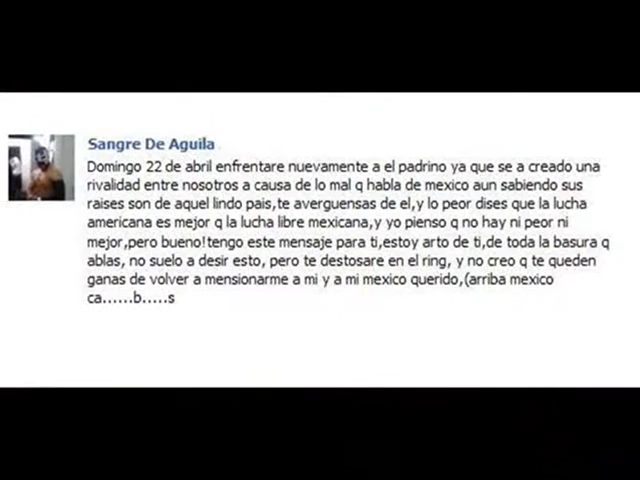 Sangre De Aguila
Domingo 22 de abril enfrentare nuevamente a el padrino ya que se a creado una
rivalidad entre nosotros a causa de lo mal q habla de mexico aun sabiendo sus
raises son de aquel lindo pais,te averguensas de el,y lo peor dises que la lucha
americana es mejor q la lucha libre mexicana,y yo pienso q no hay ni peor ni
mejor,pero bueno!tengo este mensaje para ti,estoy arto de ti,de toda la basura q
ablas, no suelo a desir esto, pero te destosare en el ring, y no creo q te queden
ganas de volver a mensionarme a mi y a mi mexico querido,(arriba mexico
ca......b.....s